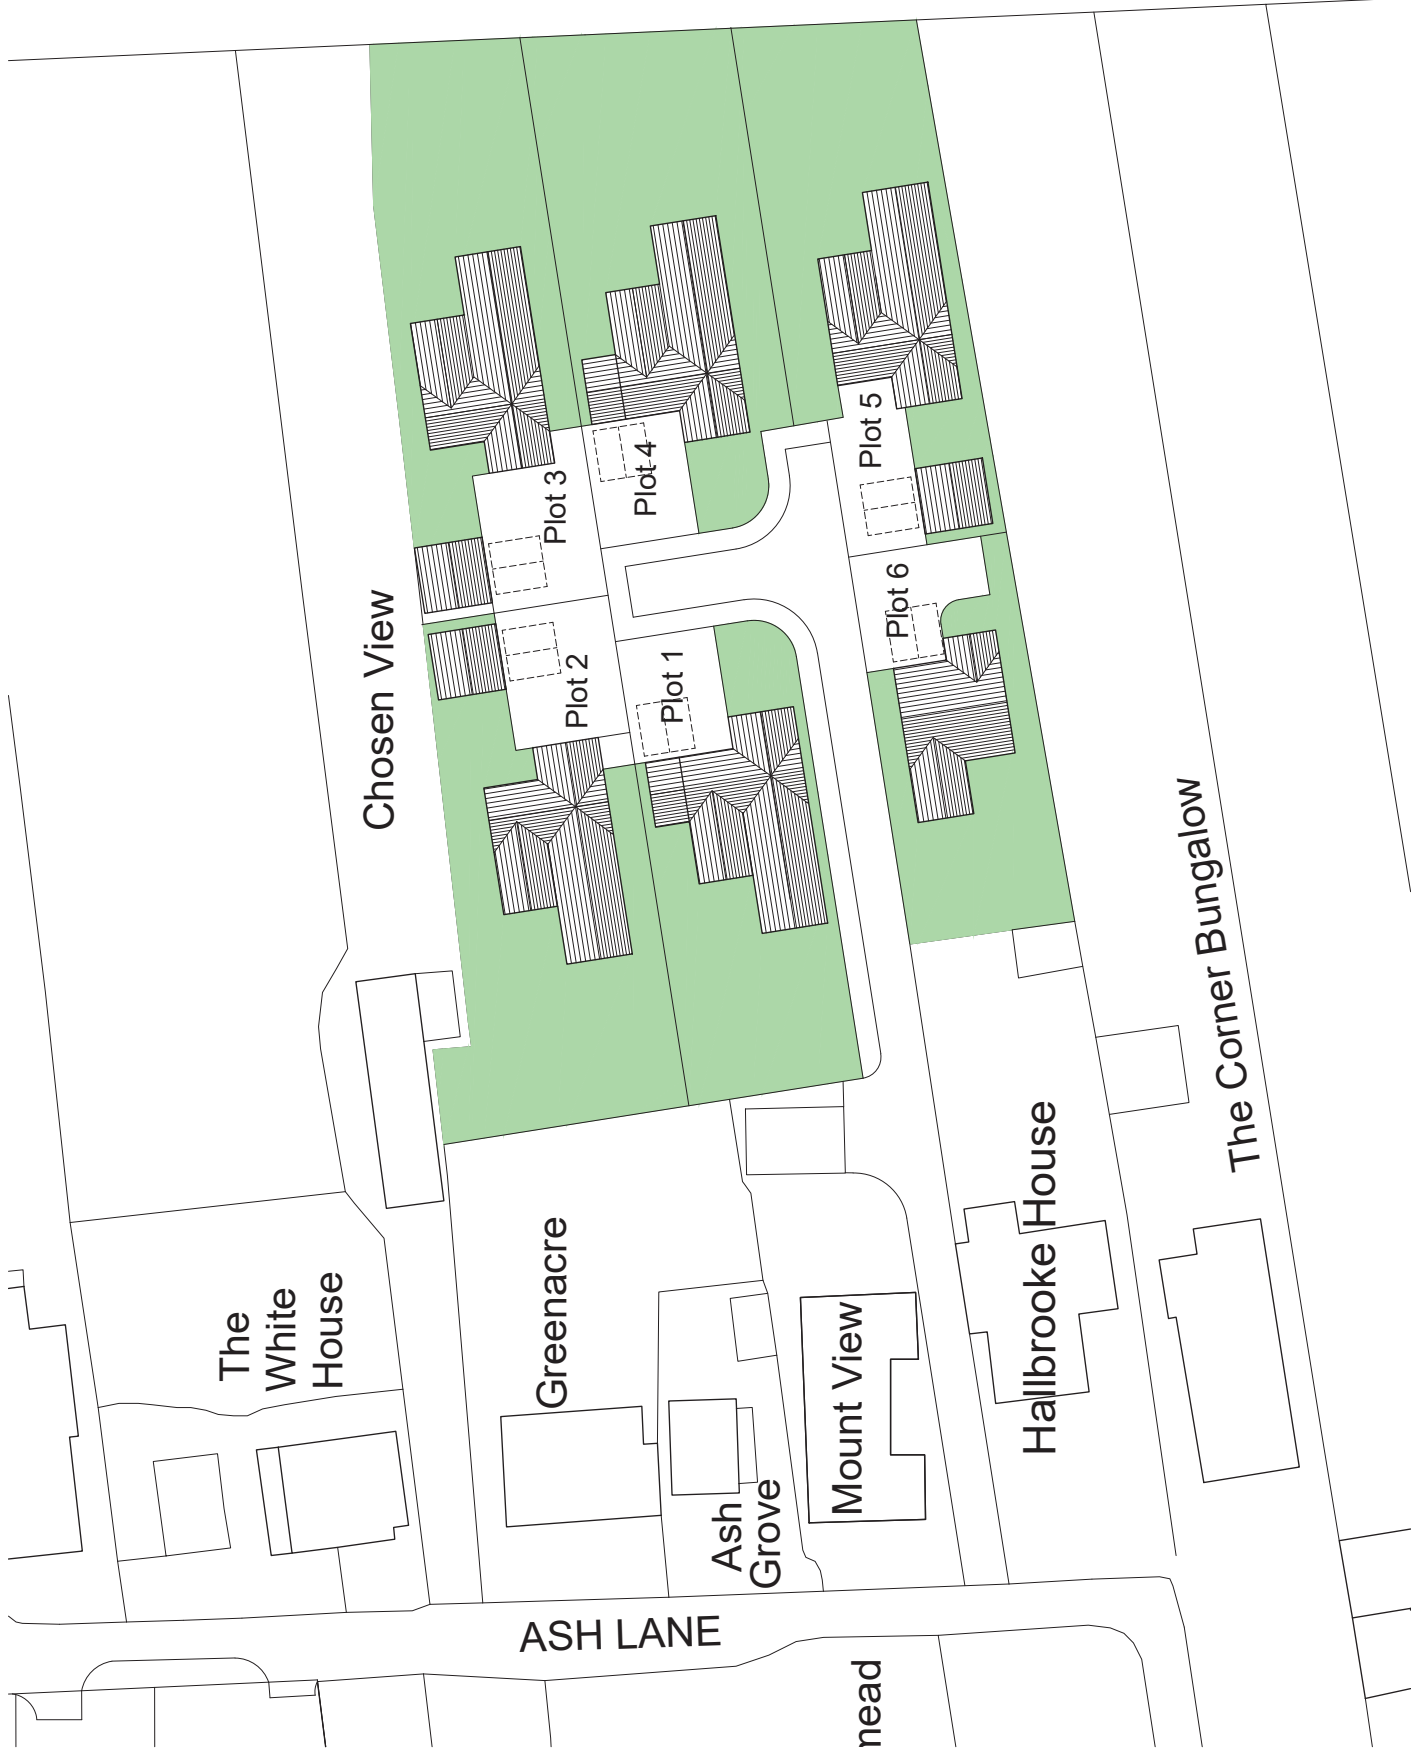 Plot 5
Plot 4
Plot 3
Plot 6
Plot 2
Plot 1
Chosen View
The Corner Bungalow
Hallbrooke House
Greenacre
The
White
House
Mount View
Ash
Grove
ASH LANE
mead